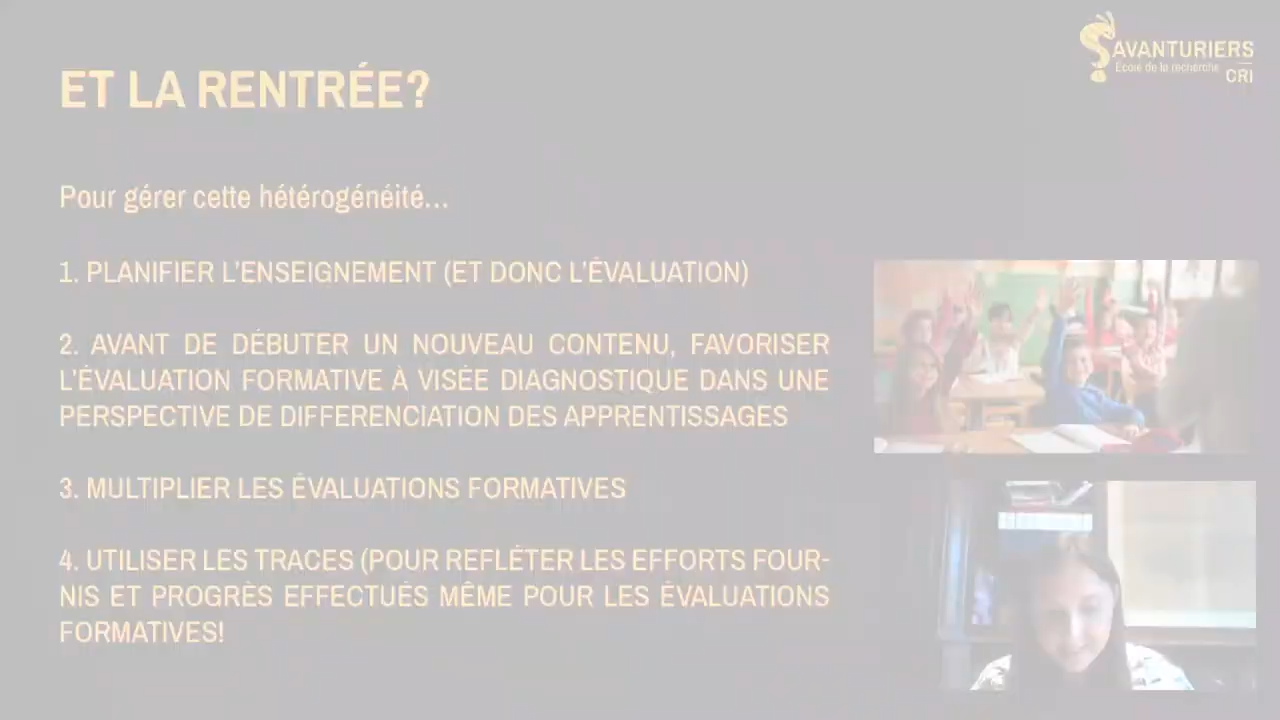 SAVANTURIERS
École de la recherche
CRI
ET LA RENTRÉE?
Pour gérer cette hétérogénéité...
1. PLANIFIER L'ENSEIGNEMENT (ET DONC L'ÉVALUATION)
2. AVANT DE DÉBUTER UN NOUVEAU CONTENU, FAVORISER
L'ÉVALUATION FORMATIVE À VISÉE DIAGNOSTIQUE DANS UNE
PERSPECTIVE DE DIFFERENCIATION DES APPRENTISSAGES
3. MULTIPLIER LES ÉVALUATIONS FORMATIVES
4. UTILISER LES TRACES (POUR REFLÉTER LES EFFORTS FOUR-
NIS ET PROGRÈS EFFECTUÉS MÊME POUR LES ÉVALUATIONS
FORMATIVES!